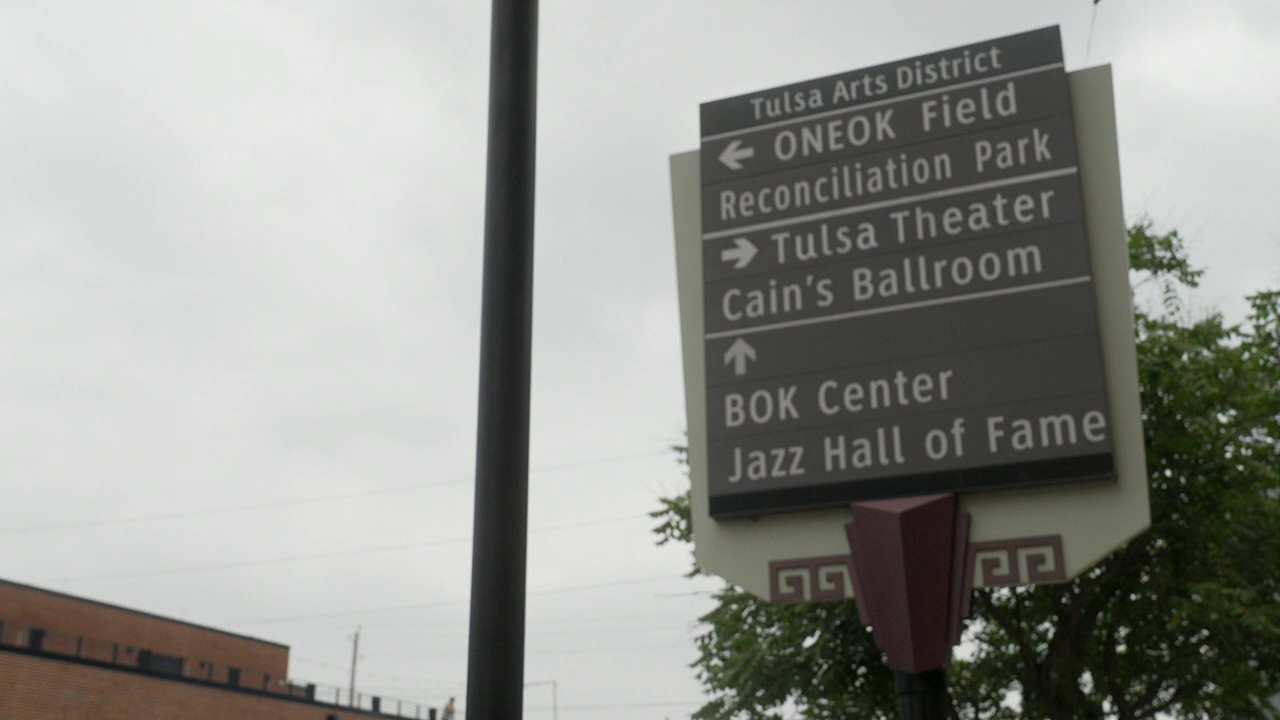 Tulsa Arts District
ONEOK Field
Reconciliation Park
Tulsa Theater
Cain's Ballroom
BOK Center
Jazz Hall of Fame